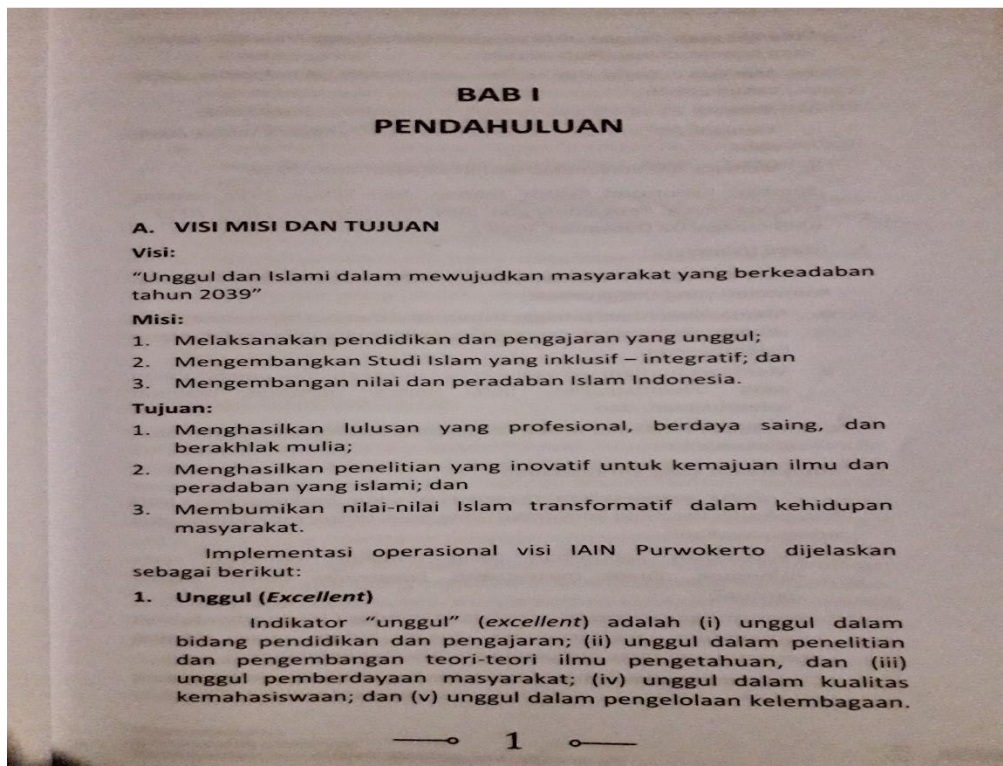 BAB I
PENDAHULUAN
A. VISI MISI DAN TUJUAN
Visi:
“Unggul dan Islami dalam mewujudkan masyarakat yang berkeadaban
tahun 2039”
Misi:
1. Melaksanakan pendidikan dan pengajaran yang unggul;
2. Mengembangkan Studi Islam yang inklusif – integratif; dan
3. Mengembangan nilai dan peradaban Islam Indonesia.
Tujuan:
1. Menghasilkan lulusan yang profesional, berdaya saing, dan
berakhlak mulia;
2. Menghasilkan penelitian yang inovatif untuk kemajuan ilmu dan
peradaban yang islami; dan
3. Membumikan nilai-nilai Islam transformatif dalam kehidupan
masyarakat.
Implementasi operasional visi IAIN Purwokerto dijelaskan
sebagai berikut:
1. Unggul (Excellent)
Indikator “unggul” (excellent) adalah (i) unggul dalam
bidang pendidikan dan pengajaran; (ii) unggul dalam penelitian
dan pengembangan teori-teori ilmu pengetahuan, dan (iii)
unggul pemberdayaan masyarakat; (iv) unggul dalam kualitas
kemahasiswaan; dan (v) unggul dalam pengelolaan kelembagaan.
1